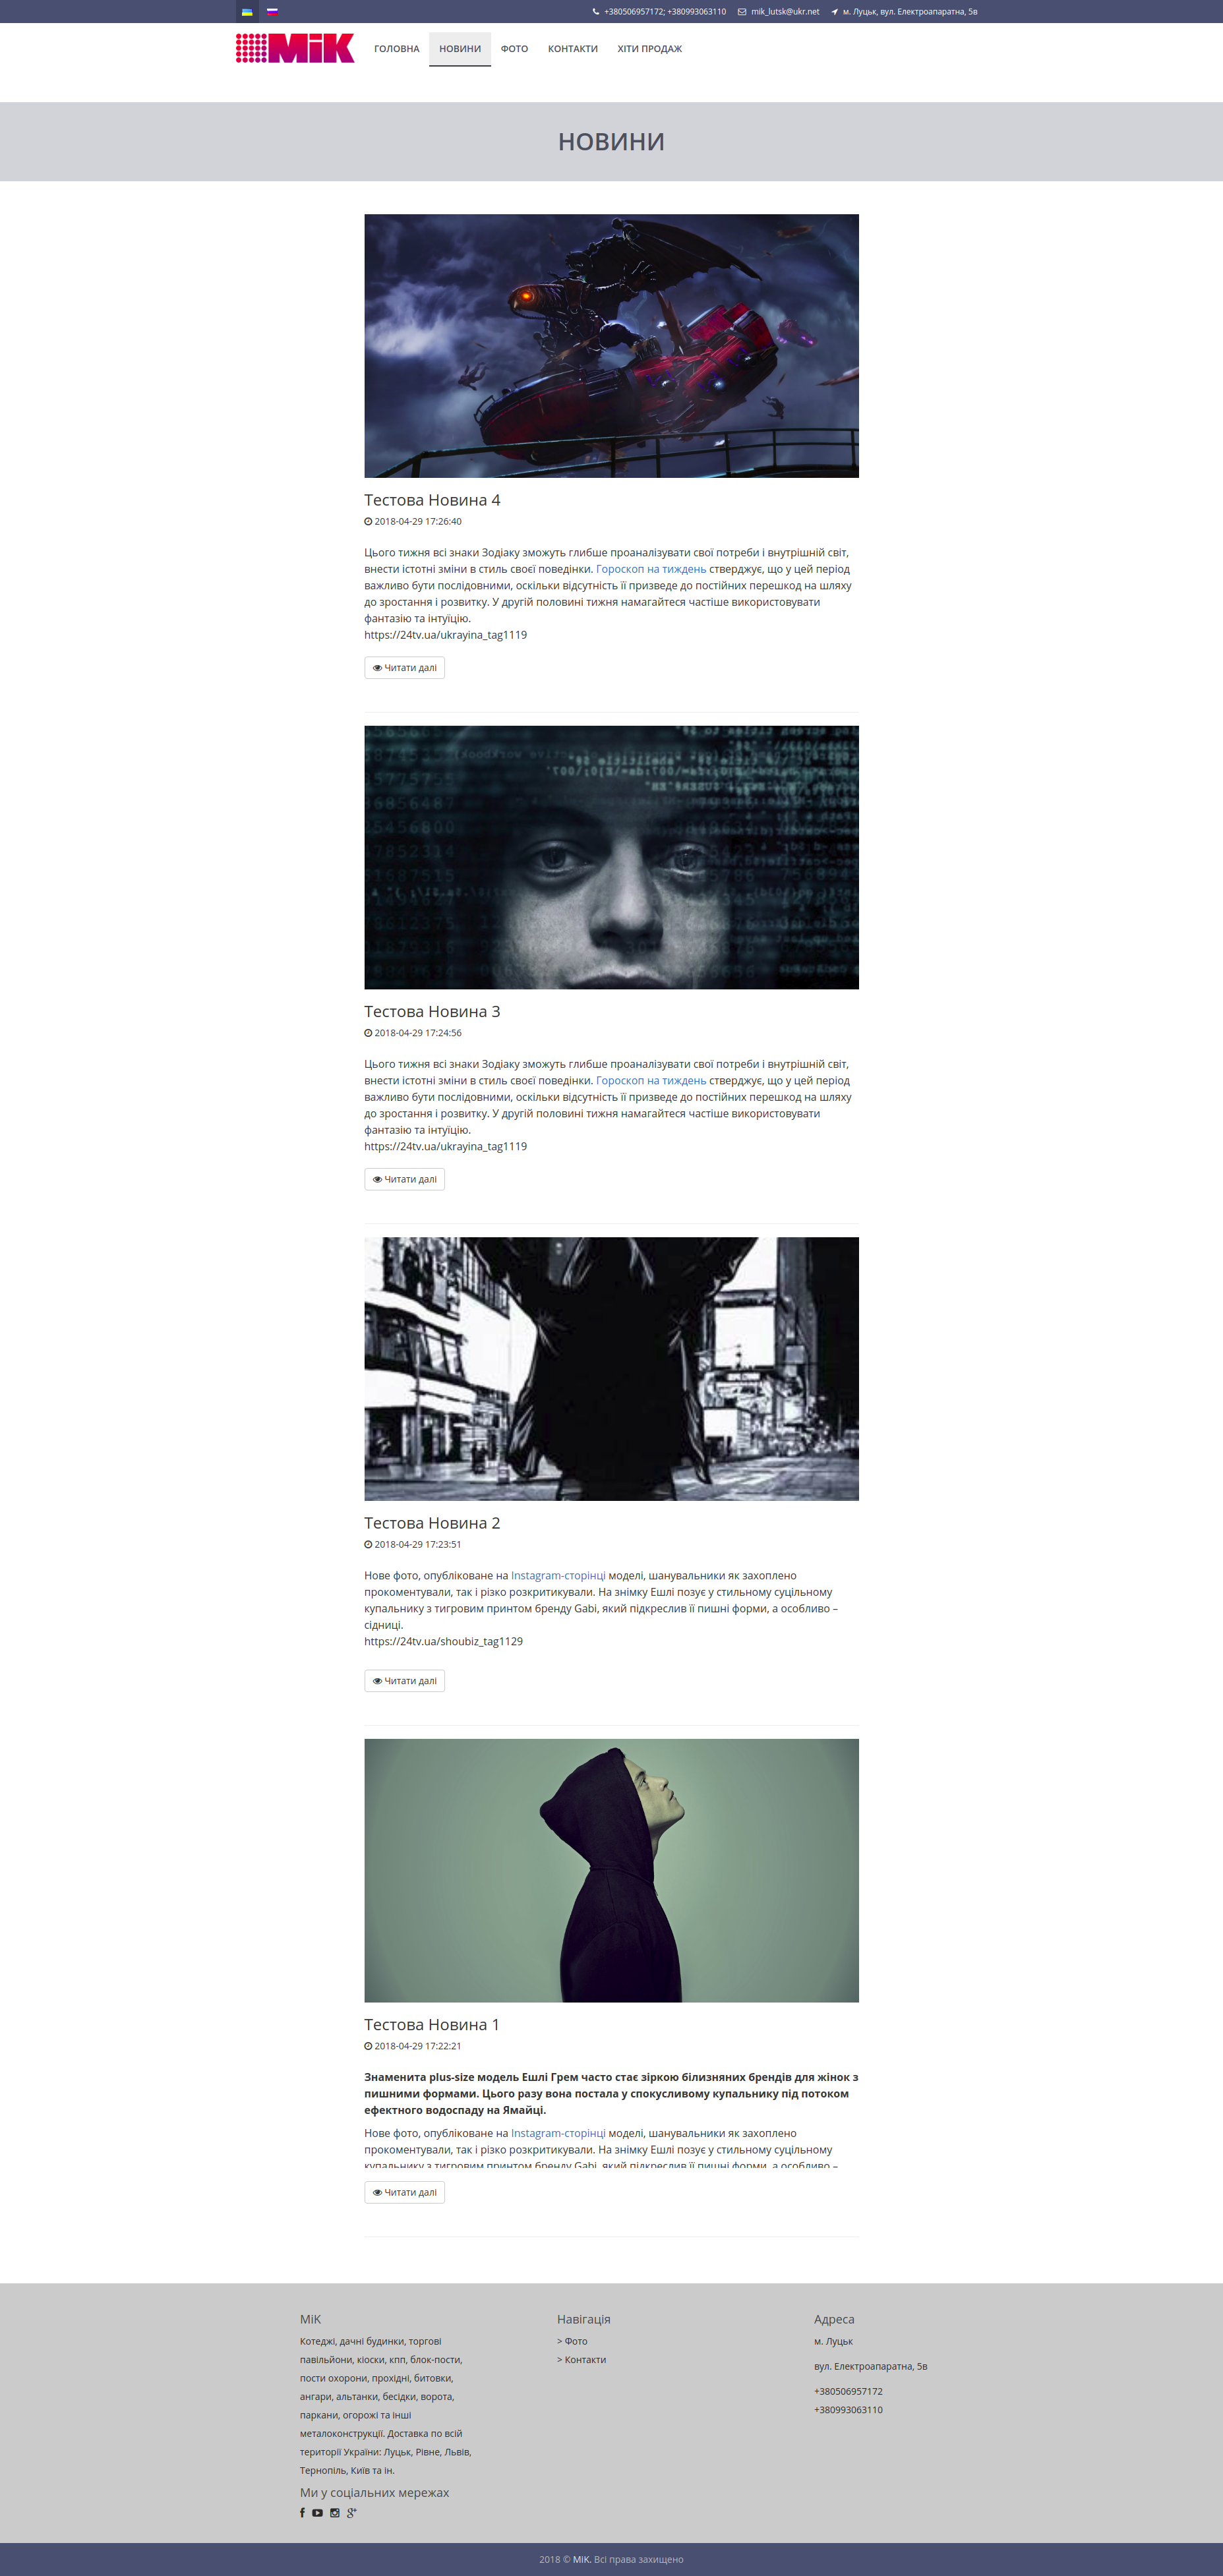 +380506957172; +380993063110 mik_lutsk@ukr.net м. Луцьк, вул. Електроапаратна, 5в
MiK ГОЛОВНА НОВИНИ ФОТО КОНТАКТИ ХІТИ ПРОДАЖ
НОВИНИ
Тестова Новина 4
2018-04-29 17:26:40
Цього тижня всі знаки Зодіаку зможуть глибше проаналізувати свої потреби і внутрішній світ,
внести істотні зміни в стиль своєї поведінки. Гороскоп на тиждень стверджує, що у цей період
важливо бути послідовними, оскільки відсутність її призведе до постійних перешкод на шляху
до зростання і розвитку. У другій половині тижня намагайтеся частіше використовувати
фантазію та інтуїцію.
https://24tv.ua/ukrayina_tag1119
Читати далі
Тестова Новина 3
2018-04-29 17:24:56
Цього тижня всі знаки Зодіаку зможуть глибше проаналізувати свої потреби і внутрішній світ,
внести істотні зміни в стиль своєї поведінки. Гороскоп на тиждень стверджує, що у цей період
важливо бути послідовними, оскільки відсутність її призведе до постійних перешкод на шляху
до зростання і розвитку. У другій половині тижня намагайтеся частіше використовувати
фантазію та інтуїцію.
https://24tv.ua/ukrayina_tag1119
Читати далі
Тестова Новина 2
2018-04-29 17:23:51
Нове фото, опубліковане на Instagram-сторінці моделі, шанувальники як захоплено
прокоментували, так і різко розкритикували. На знімку Ешлі позує у стильному суцільному
купальнику з тигровим принтом бренду Gabi, який підкреслив її пишні форми, а особливо –
сідниці.
https://24tv.ua/shoubiz_tag1129
Читати далі
Тестова Новина 1
2018-04-29 17:22:21
Знаменита plus-size модель Ешлі Грем часто стає зіркою білизняних брендів для жінок з
пишними формами. Цього разу вона постала у спокусливому купальнику під потоком
ефектного водоспаду на Ямайці.
Нове фото, опубліковане на Instagram-сторінці моделі, шанувальники як захоплено
прокоментували, так і різко розкритикували. На знімку Ешлі позує у стильному суцільному
купальнику з тигровим принтом бренду Gabi, який підкреслив її пишні форми, а особливо –
Читати далі
MiK
Котеджі, дачні будинки, торгові
павільйони, кіоски, кпп, блок-пости,
пости охорони, прохідні, битовки,
ангари, альтанки, бесідки, ворота,
паркани, огорожі та інші
металоконструкції. Доставка по всій
території України: Луцьк, Рівне, Львів,
Тернопіль, Київ та ін.
Ми у соціальних мережах
Навігація
> Фото
> Контакти
Адреса
м. Луцьк
вул. Електроапаратна, 5в
+380506957172
+380993063110
2018 © MiK. Всі права захищено